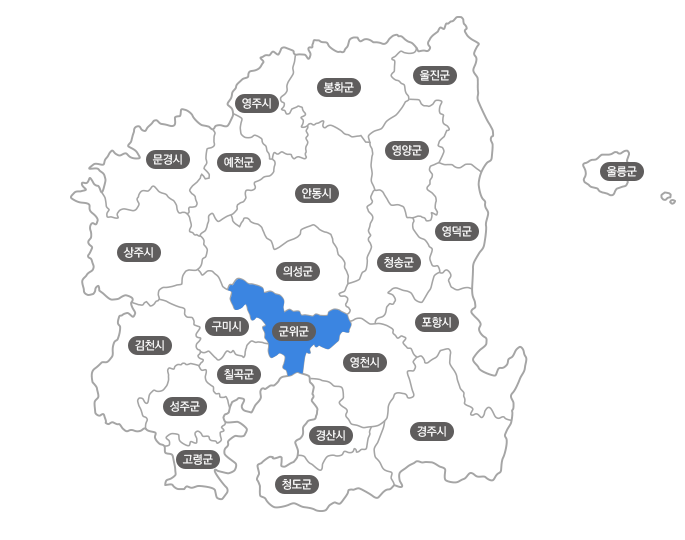 울진군
봉화군
영주시
영양군
문경시
예천군
울릉군
안동시
영덕군
상주시
청송군
의성군
포항시
구미시
군위군
김천시
영천시
칠곡군
성주군
경주시
경산시
고령군
청도군